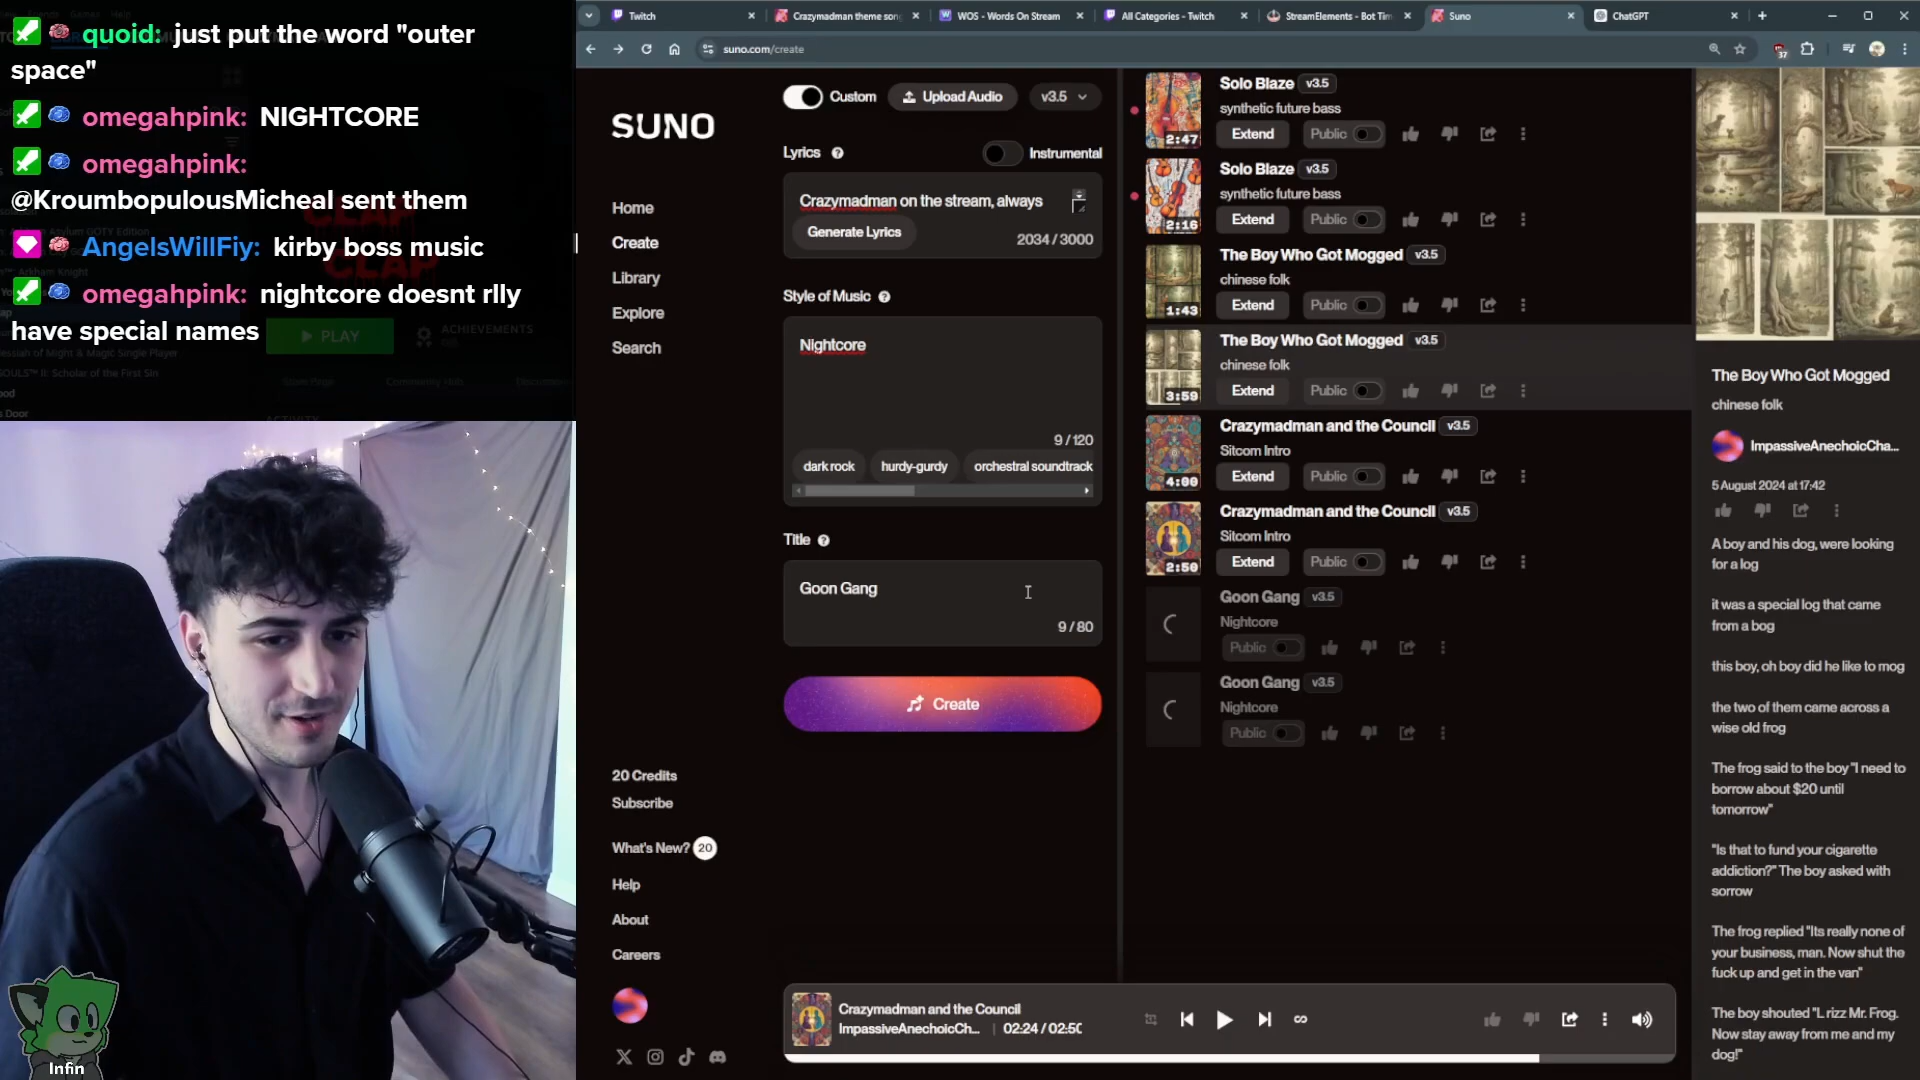 quoid: just put the word "outer
space"
omegahpink: NIGHTCORE
omegahpink:
@KroumbopulousMicheal sent them
AngelsWillFiy: kirby boss music
omegahpink: nightcore doesnt rlly
have special names
PLAY
ACHIEVEMENTS
Store Page
Community Hub
CLAP
CLAP
Infin
Twitch
Crazymadman theme song
WOS - Words On Stream
All Categories - Twitch
StreamElements - Bot Tim
Suno
ChatGPT
suno.com/create
37
SUNO
Home
Create
Library
Explore
Search
20 Credits
Subscribe
What's New? 20
Help
About
Careers
Custom
Upload Audio
v3.5
Lyrics
Instrumental
Crazymadman on the stream, always
Generate Lyrics
2034 / 3000
Style of Music
Nightcore
9 / 120
dark rock
hurdy-gurdy
orchestral soundtrack
Title
Goon Gang
9 / 80
Create
2:47
Solo Blaze v3.5
synthetic future bass
Extend
Public
2:16
Solo Blaze v3.5
synthetic future bass
Extend
Public
1:43
The Boy Who Got Mogged v3.5
chinese folk
Extend
Public
3:59
The Boy Who Got Mogged v3.5
chinese folk
Extend
Public
4:00
Crazymadman and the Council v3.5
Sitcom Intro
Extend
Public
2:50
Crazymadman and the Council v3.5
Sitcom Intro
Extend
Public
Goon Gang v3.5
Nightcore
Public
Goon Gang v3.5
Nightcore
Public
The Boy Who Got Mogged
chinese folk
ImpassiveAnechoicCha...
5 August 2024 at 17:42
A boy and his dog, were looking
for a log
it was a special log that came
from a bog
this boy, oh boy did he like to mog
the two of them came across a
wise old frog
The frog said to the boy "I need to
borrow about $20 until
tomorrow"
"Is that to fund your cigarette
addiction?" The boy asked with
sorrow
The frog replied "Its really none of
your business, man. Now shut the
fuck up and get in the van"
The boy shouted "L rizz Mr. Frog.
Now stay away from me and my
dog!"
Crazymadman and the Council
ImpassiveAnechoicCh...
02:24 / 02:50